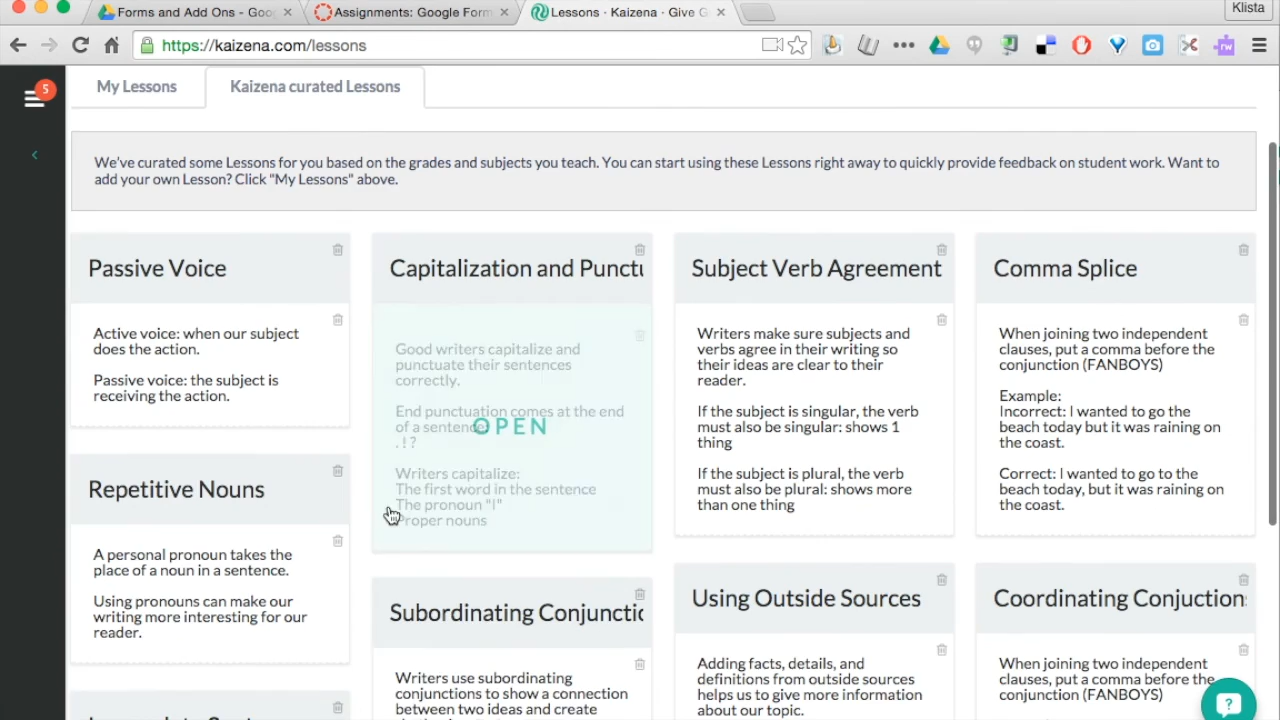 Forms and Add Ons - Goo
Assignments: Google Form
Lessons · Kaizena · Give G
Klista
https://kaizena.com/lessons
5
My Lessons
Kaizena curated Lessons
We've curated some Lessons for you based on the grades and subjects you teach. You can start using these Lessons right away to quickly provide feedback on student work. Want to
add your own Lesson? Click "My Lessons" above.
Passive Voice
Active voice: when our subject
does the action.
Passive voice: the subject is
receiving the action.
Repetitive Nouns
A personal pronoun takes the
place of a noun in a sentence.
Using pronouns can make our
writing more interesting for our
reader.
Capitalization and Punctu
Good writers capitalize and
punctuate their sentences
correctly.
End punctuation comes at the end
of a sentence
. ! ?
OPEN
Writers capitalize:
The first word in the sentence
The pronoun "I"
Proper nouns
Subordinating Conjunctio
Writers use subordinating
conjunctions to show a connection
between two ideas and create
Subject Verb Agreement
Writers make sure subjects and
verbs agree in their writing so
their ideas are clear to their
reader.
If the subject is singular, the verb
must also be singular: shows 1
thing
If the subject is plural, the verb
must also be plural: shows more
than one thing
Using Outside Sources
Adding facts, details, and
definitions from outside sources
helps us to give more information
about our topic.
Comma Splice
When joining two independent
clauses, put a comma before the
conjunction (FANBOYS)
Example:
Incorrect: I wanted to go the
beach today but it was raining on
the coast.
Correct: I wanted to go to the
beach today, but it was raining on
the coast.
Coordinating Conjuctions
When joining two independent
clauses, put a comma before the
conjunction (FANBOYS)